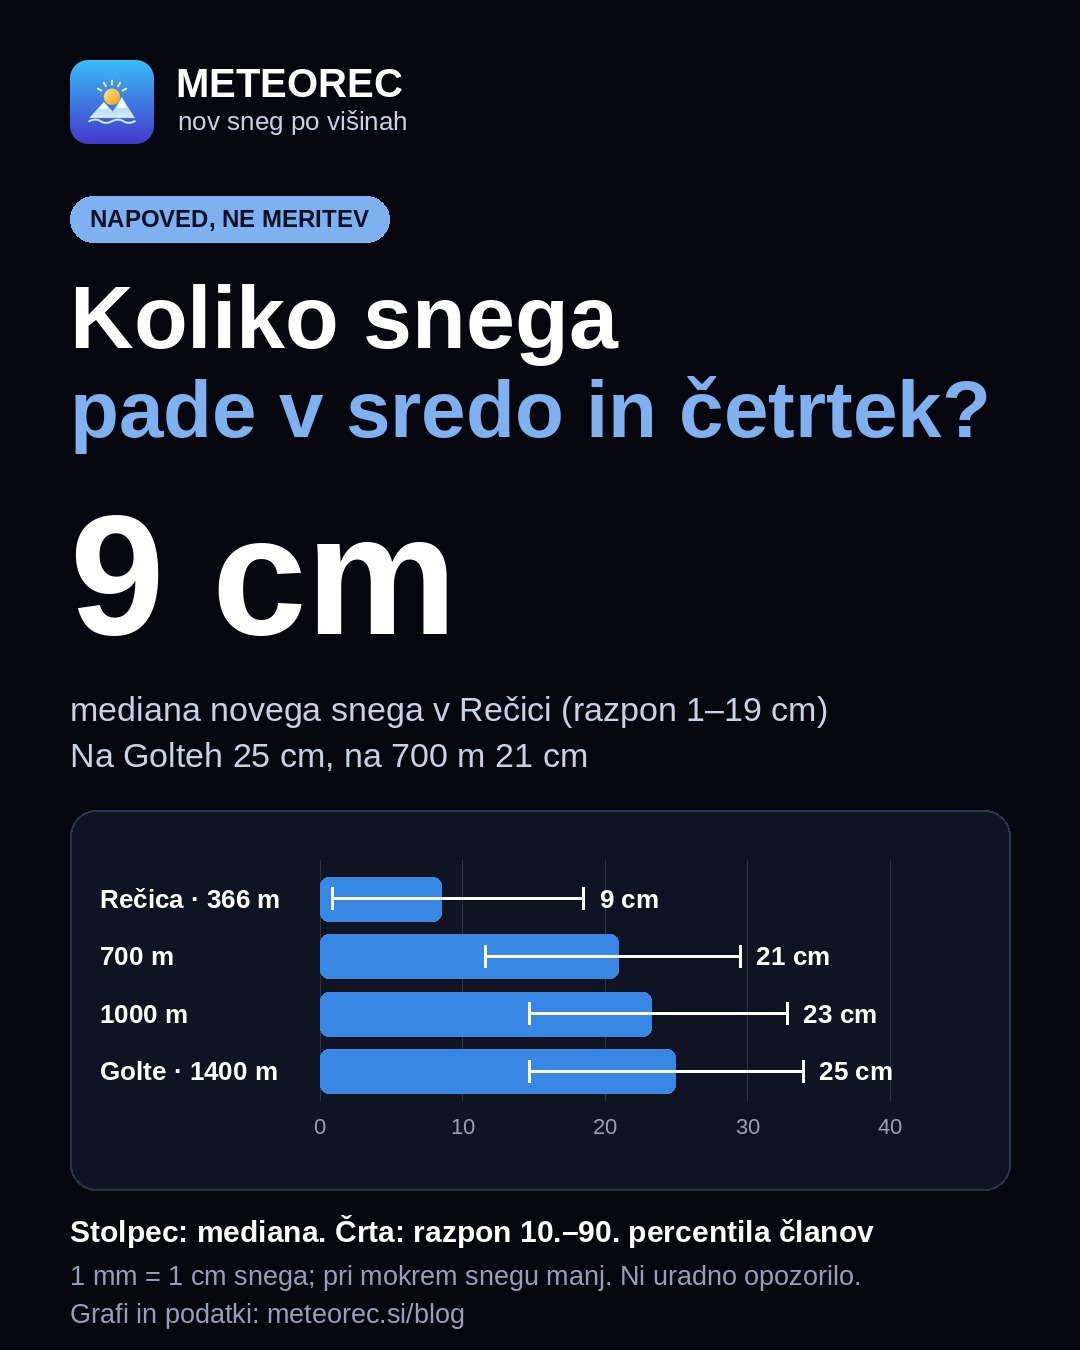 METEOREC
nov sneg po višinah
NAPOVED, NE MERITEV
Koliko snega
pade v sredo in četrtek?
9 cm
mediana novega snega v Rečici (razpon 1–19 cm)
Na Golteh 25 cm, na 700 m 21 cm
Rečica · 366 m 9 cm
700 m 21 cm
1000 m 23 cm
Golte · 1400 m 25 cm
0 10 20 30 40
Stolpec: mediana. Črta: razpon 10.–90. percentila članov
1 mm = 1 cm snega; pri mokrem snegu manj. Ni uradno opozorilo.
Grafi in podatki: meteorec.si/blog